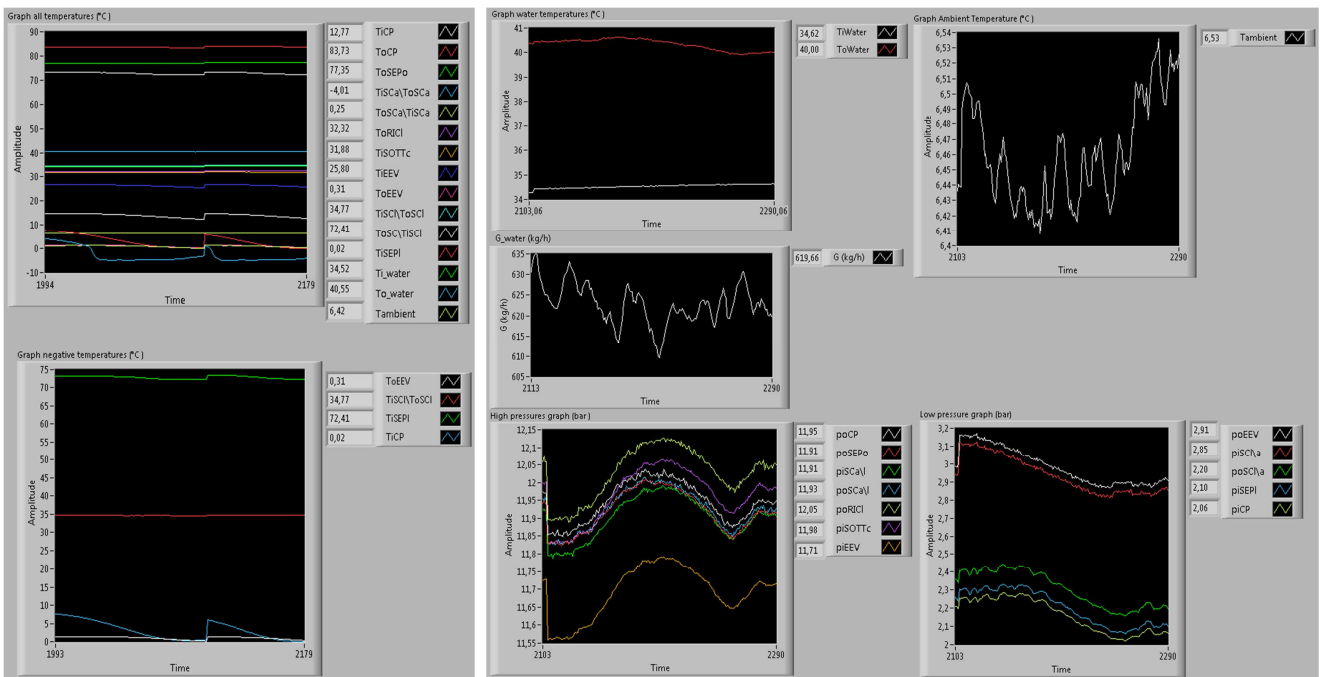 Graph all temperatures (°C )
90
80
70
60
50
40
30
20
10
0
-10
Amplitude
1994
2179
Time
12,77 TiCP
83,73 ToCP
77,35 ToSEPo
-4,01 TiSCa\ToSCa
0,25 ToSCa/TiSCa
32,32 ToRICl
31,88 TiSOTTc
25,80 TiEEV
0,31 ToEEV
34,77 TiSCl\ToSCl
72,41 ToSC\TiSCl
0,02 TiSEPl
34,52 Ti_water
40,55 To_water
6,42 Tambient
Graph negative temperatures (°C )
75
70
65
60
55
50
45
40
35
30
25
20
15
10
5
0
Amplitude
1993
2179
Time
0,31 ToEEV
34,77 TiSCl\ToSCl
72,41 TiSEPl
0,02 TiCP
Graph water temperatures (°C )
41
40
39
38
37
36
35
34
Amplitude
2103,06
2290,06
Time
34,62 TiWater
40,00 ToWater
G_water (kg/h)
635
630
625
620
615
610
605
G (kg/h)
2113
2290
Time
619,66 G (kg/h)
Graph Ambient Temperature (°C )
6,54
6,53
6,52
6,51
6,5
6,49
6,48
6,47
6,46
6,45
6,44
6,43
6,42
6,41
6,4
Amplitude
2103
2290
Time
6,53 Tambient
High pressures graph (bar )
12,15
12,1
12,05
12
11,95
11,9
11,85
11,8
11,75
11,7
11,65
11,6
11,55
Amplitude
2103
2290
Time
11,95 poCP
11,91 poSEPo
11,91 piSCa\l
11,93 poSCa\l
12,05 poRICl
11,98 piSOTTc
11,71 piEEV
Low pressure graph (bar)
3,2
3,1
3
2,9
2,8
2,7
2,6
2,5
2,4
2,3
2,2
2,1
2
Amplitude
2103
2290
Time
2,91 poEEV
2,85 piSCl\a
2,20 poSCl\a
2,10 piSEPl
2,06 piCP